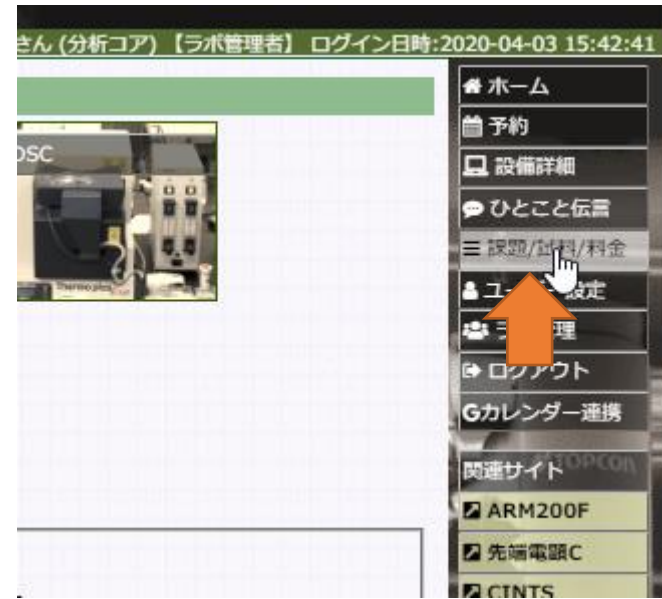 さん (分析コア) 【ラボ管理者】 ログイン日時:2020-04-03 15:42:41
DSC
ホーム
予約
設備詳細
ひとこと伝言
課題/試料/料金
設定
理
ログアウト
Gカレンダー連携
TOPCON
関連サイト
ARM200F
先端電顕C
CINTS